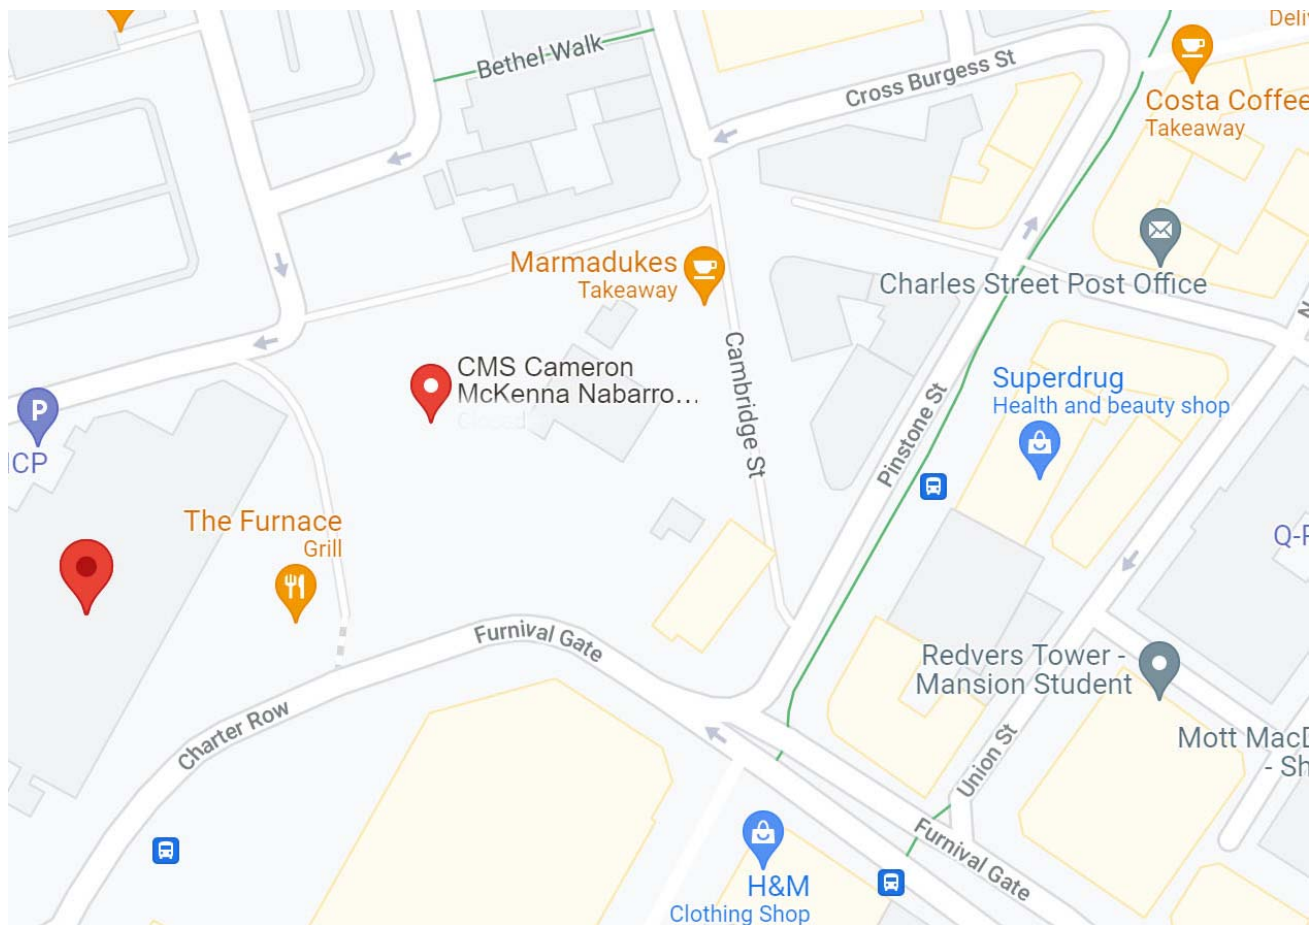 Deliv
Bethel Walk
Cross Burgess St
Costa Coffee
Takeaway
Marmadukes
Takeaway
Charles Street Post Office
CMS Cameron
McKenna Nabarro...
Cambridge St
Pinstone St
Superdrug
Health and beauty shop
P
CP
The Furnace
Grill
Q-P
Furnival Gate
Redvers Tower -
Mansion Student
Charter Row
Union St
Mott MacD
- Sh
Furnival Gate
H&M
Clothing Shop